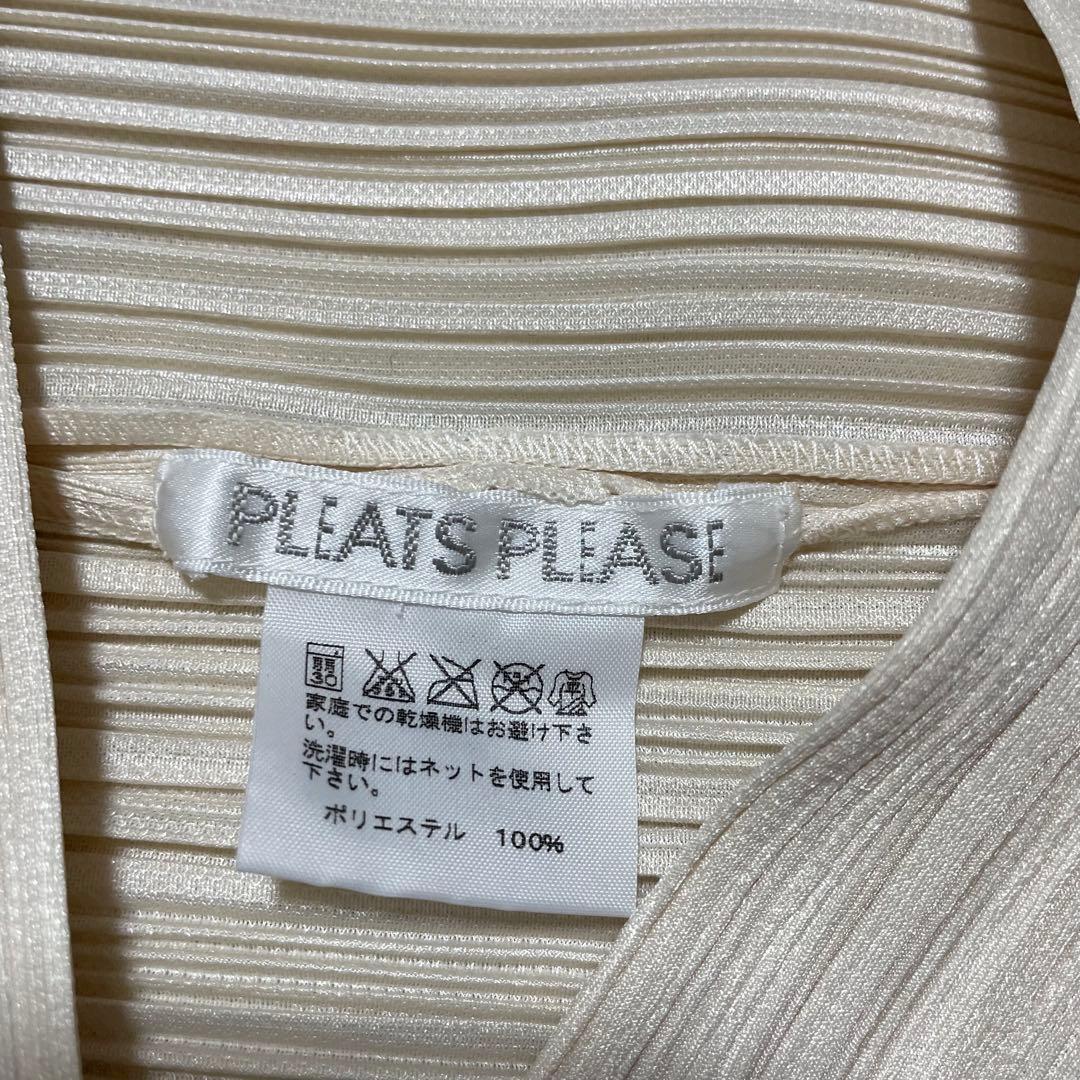 PLEATS PLEASE
弱
30
家庭での乾燥機はお避け下さ
い。
洗濯時にはネットを使用して
下さい。
ポリエステル 100%